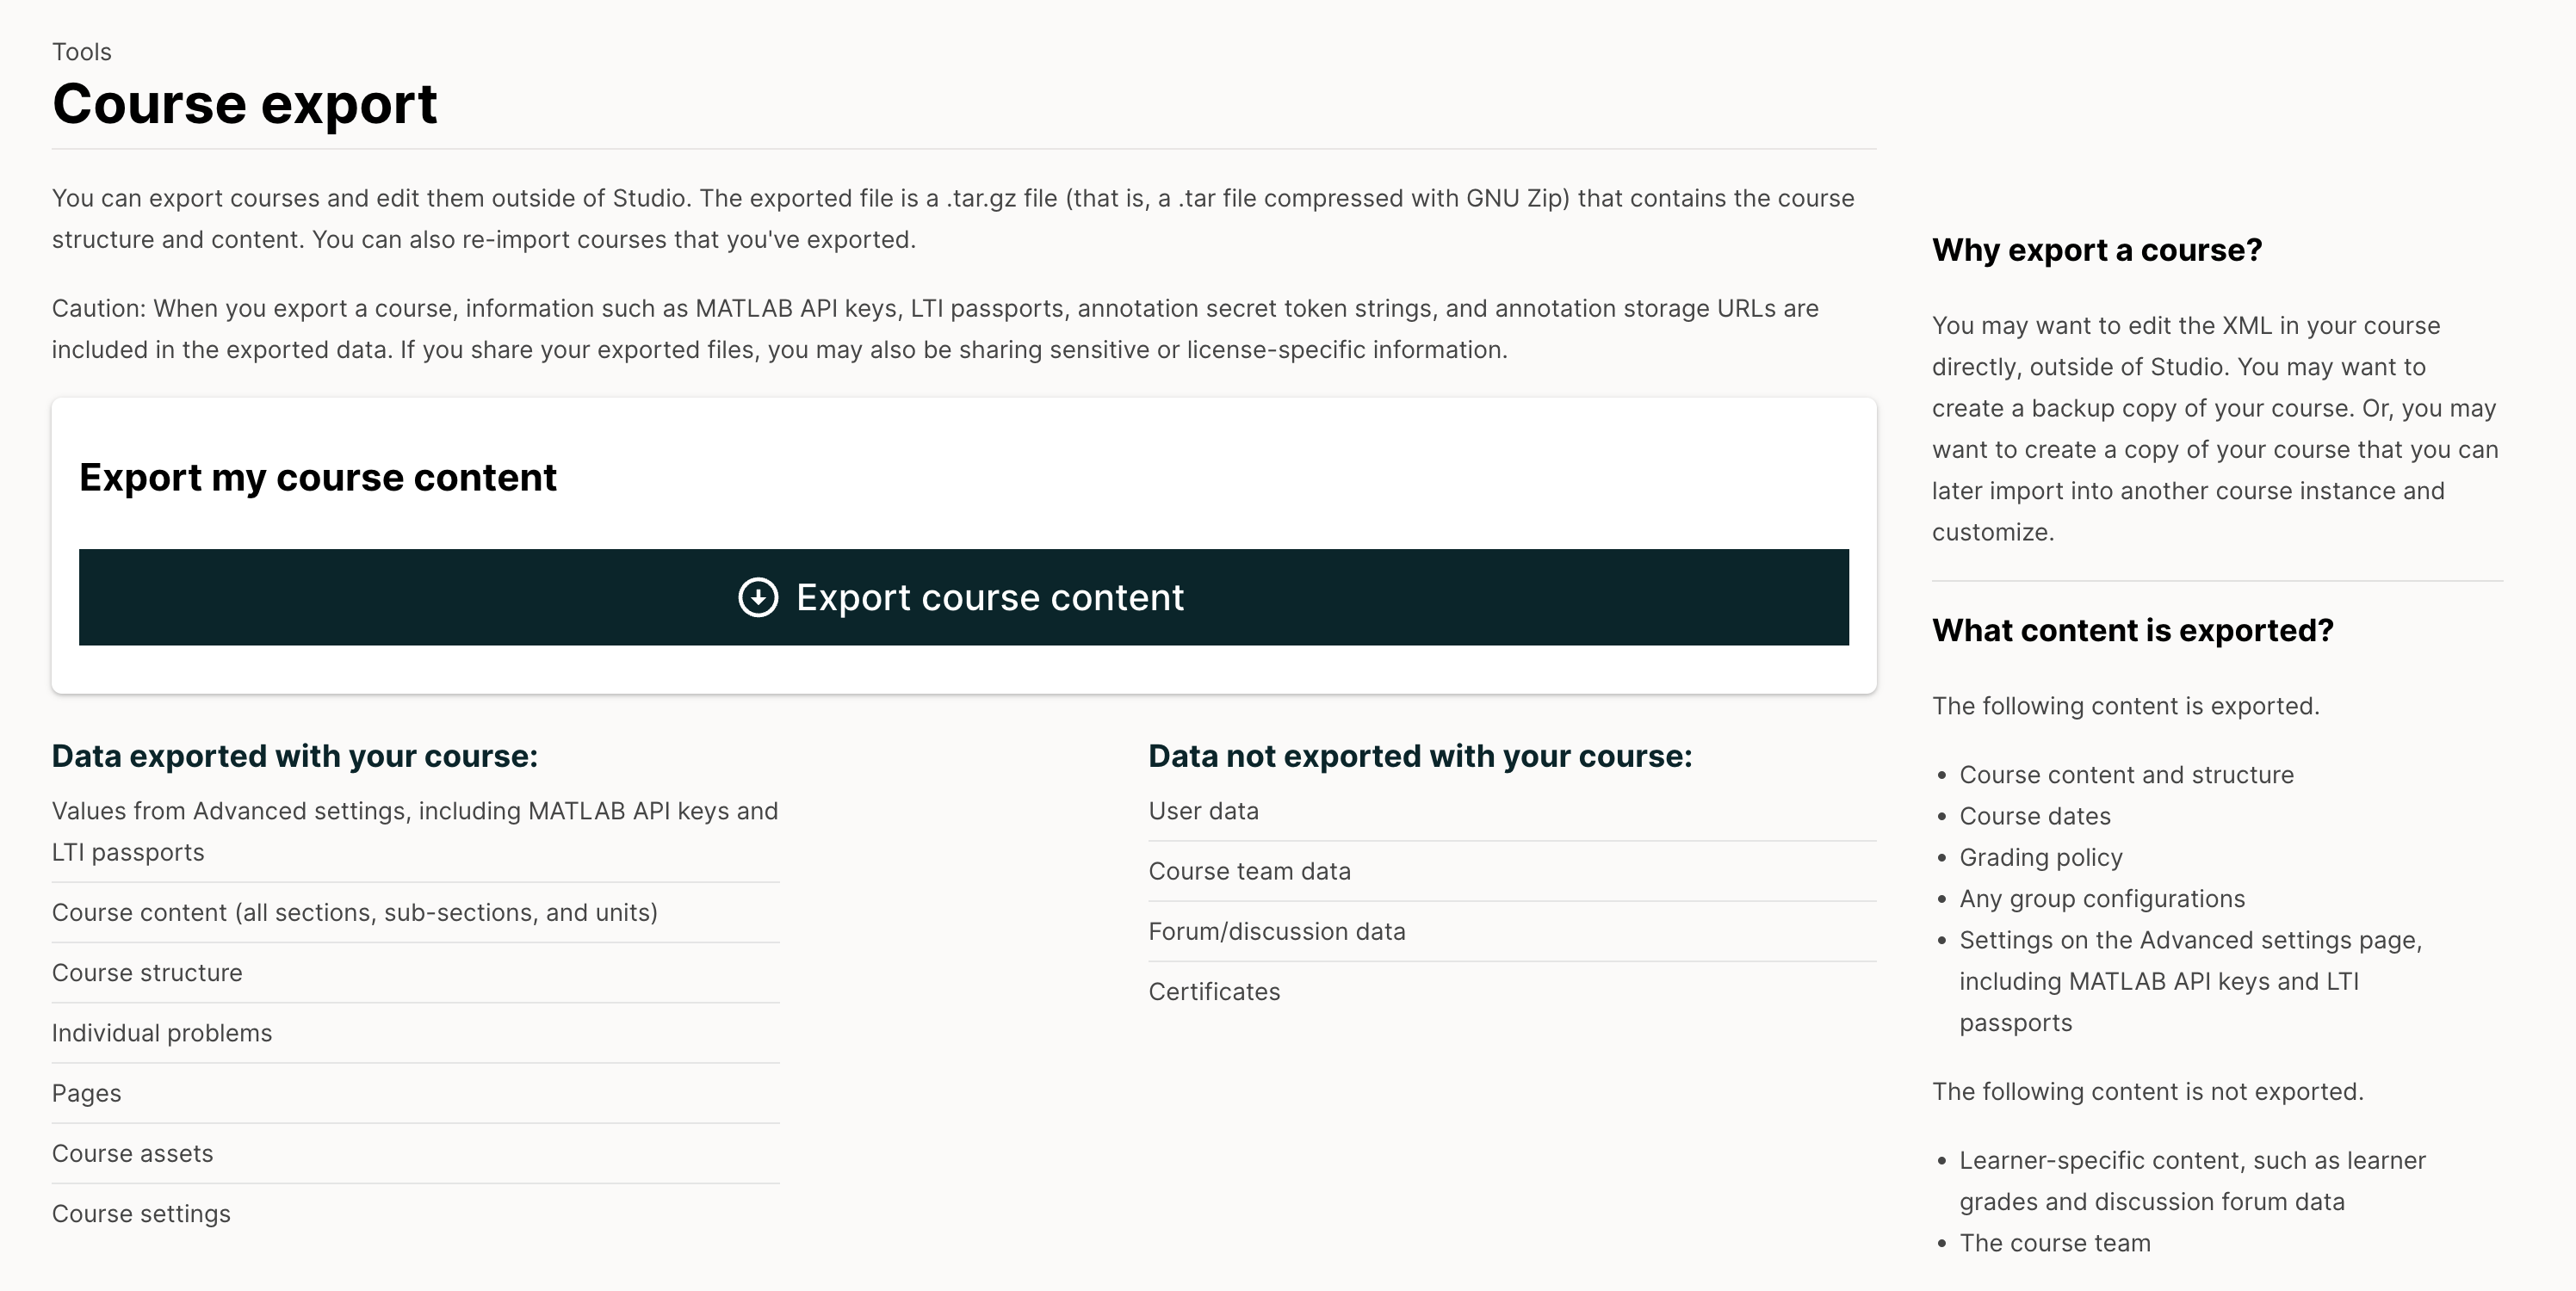 Tools
Course export
You can export courses and edit them outside of Studio. The exported file is a .tar.gz file (that is, a .tar file compressed with GNU Zip) that contains the course
structure and content. You can also re-import courses that you've exported.
Caution: When you export a course, information such as MATLAB API keys, LTI passports, annotation secret token strings, and annotation storage URLs are
included in the exported data. If you share your exported files, you may also be sharing sensitive or license-specific information.
Export my course content
Export course content
Data exported with your course:
Values from Advanced settings, including MATLAB API keys and
LTI passports
Course content (all sections, sub-sections, and units)
Course structure
Individual problems
Pages
Course assets
Course settings
Data not exported with your course:
User data
Course team data
Forum/discussion data
Certificates
Why export a course?
You may want to edit the XML in your course
directly, outside of Studio. You may want to
create a backup copy of your course. Or, you may
want to create a copy of your course that you can
later import into another course instance and
customize.
What content is exported?
The following content is exported.
• Course content and structure
• Course dates
• Grading policy
• Any group configurations
• Settings on the Advanced settings page,
including MATLAB API keys and LTI
passports
The following content is not exported.
• Learner-specific content, such as learner
grades and discussion forum data
• The course team